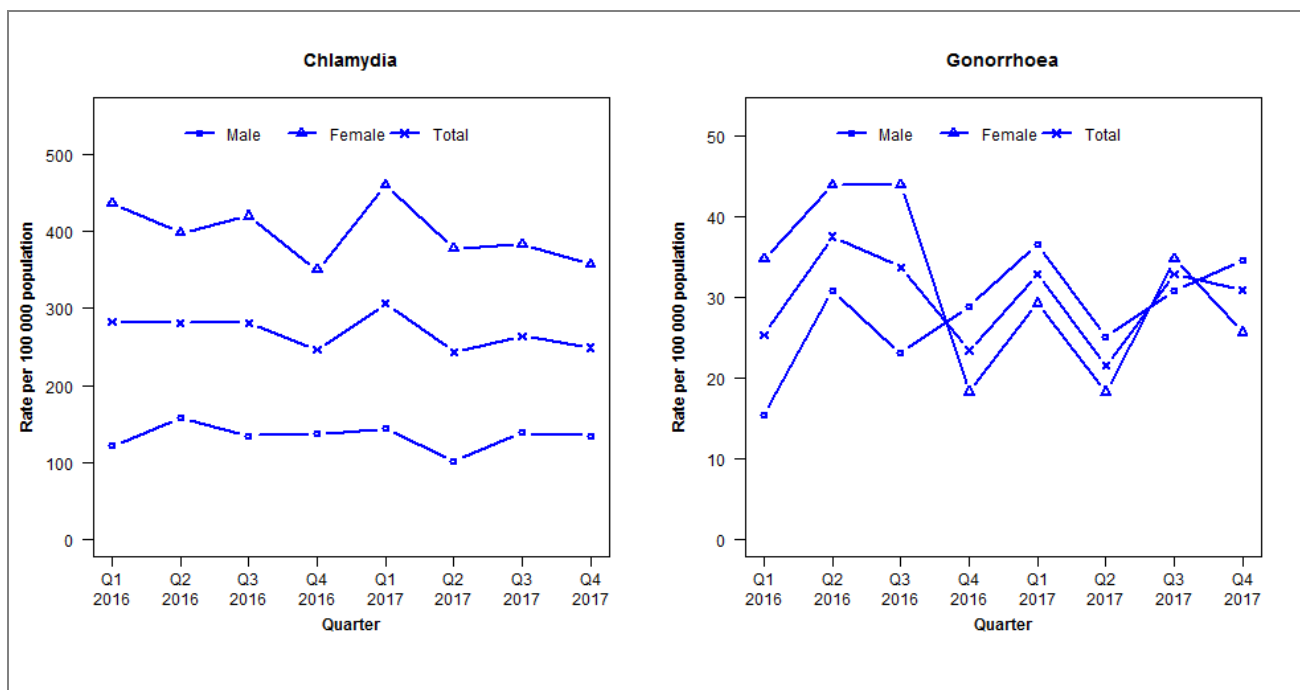 Chlamydia
Male Female Total
500
400
300
200
100
0
Rate per 100 000 population
Q1 Q2 Q3 Q4 Q1 Q2 Q3 Q4
2016 2016 2016 2016 2017 2017 2017 2017
Quarter
Gonorrhoea
Male Female Total
50
40
30
20
10
0
Rate per 100 000 population
Q1 Q2 Q3 Q4 Q1 Q2 Q3 Q4
2016 2016 2016 2016 2017 2017 2017 2017
Quarter